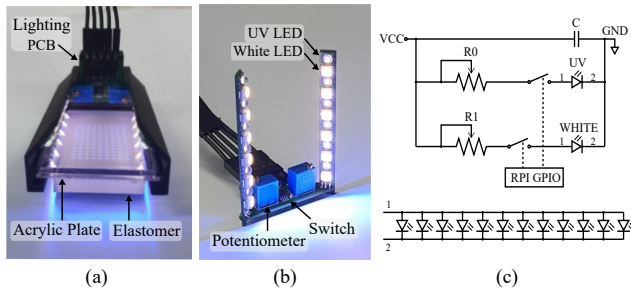 Lighting
PCB
Acrylic Plate
Elastomer
(a)
UV LED
White LED
Potentiometer
Switch
(b)
VCC
C
GND
R0
UV
1
2
R1
WHITE
1
2
RPI GPIO
1
2
(c)